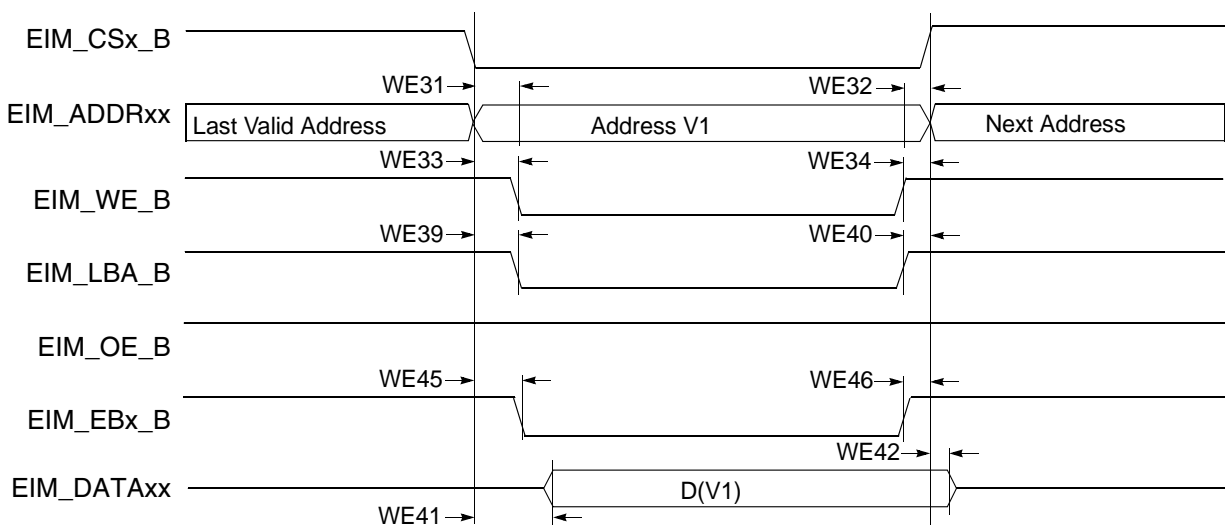 EIM_CSx_B
WE31
WE32
EIM_ADDRxx
Last Valid Address
Address V1
Next Address
WE33
WE34
EIM_WE_B
WE39
WE40
EIM_LBA_B
EIM_OE_B
WE45
WE46
EIM_EBx_B
WE42
EIM_DATAxx
D(V1)
WE41